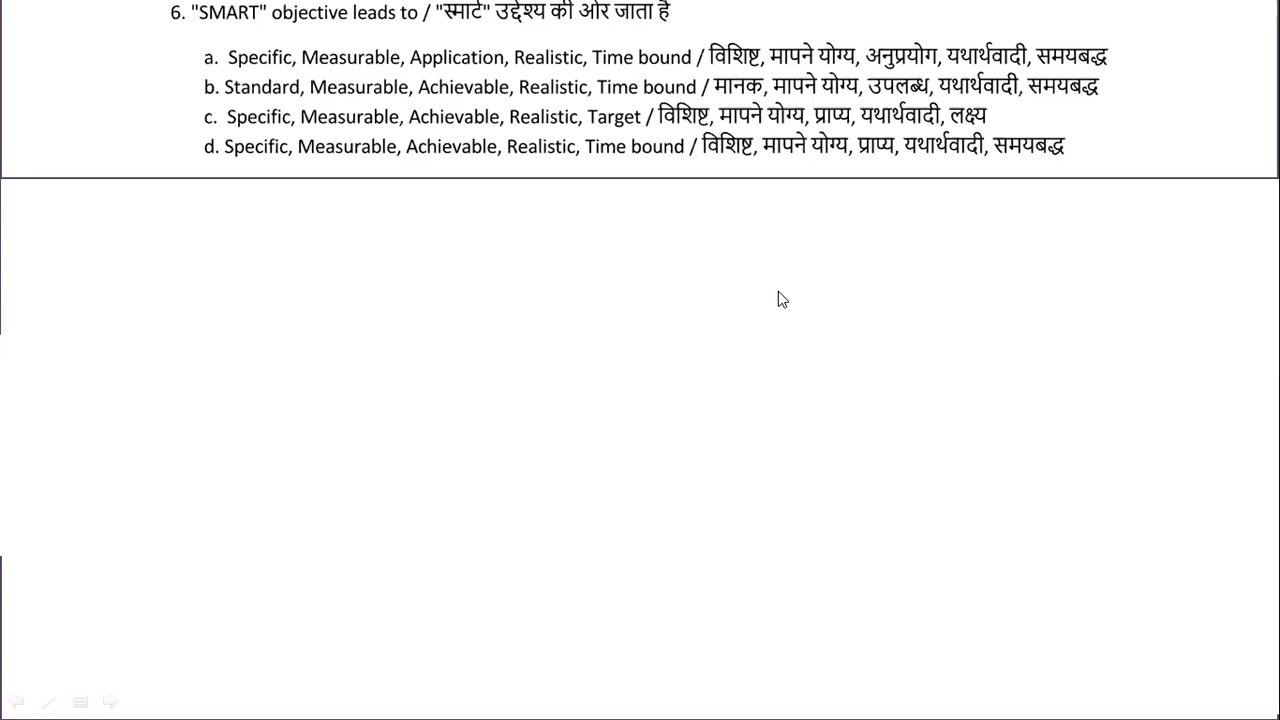 6. "SMART" objective leads to / "स्मार्ट" उद्देश्य की ओर जाता है
a. Specific, Measurable, Application, Realistic, Time bound / विशिष्ट, मापने योग्य, अनुप्रयोग, यथार्थवादी, समयबद्ध
b. Standard, Measurable, Achievable, Realistic, Time bound / मानक, मापने योग्य, उपलब्ध, यथार्थवादी, समयबद्ध
c. Specific, Measurable, Achievable, Realistic, Target / विशिष्ट, मापने योग्य, प्राप्य, यथार्थवादी, लक्ष्य
d. Specific, Measurable, Achievable, Realistic, Time bound / विशिष्ट, मापने योग्य, प्राप्य, यथार्थवादी, समयबद्ध